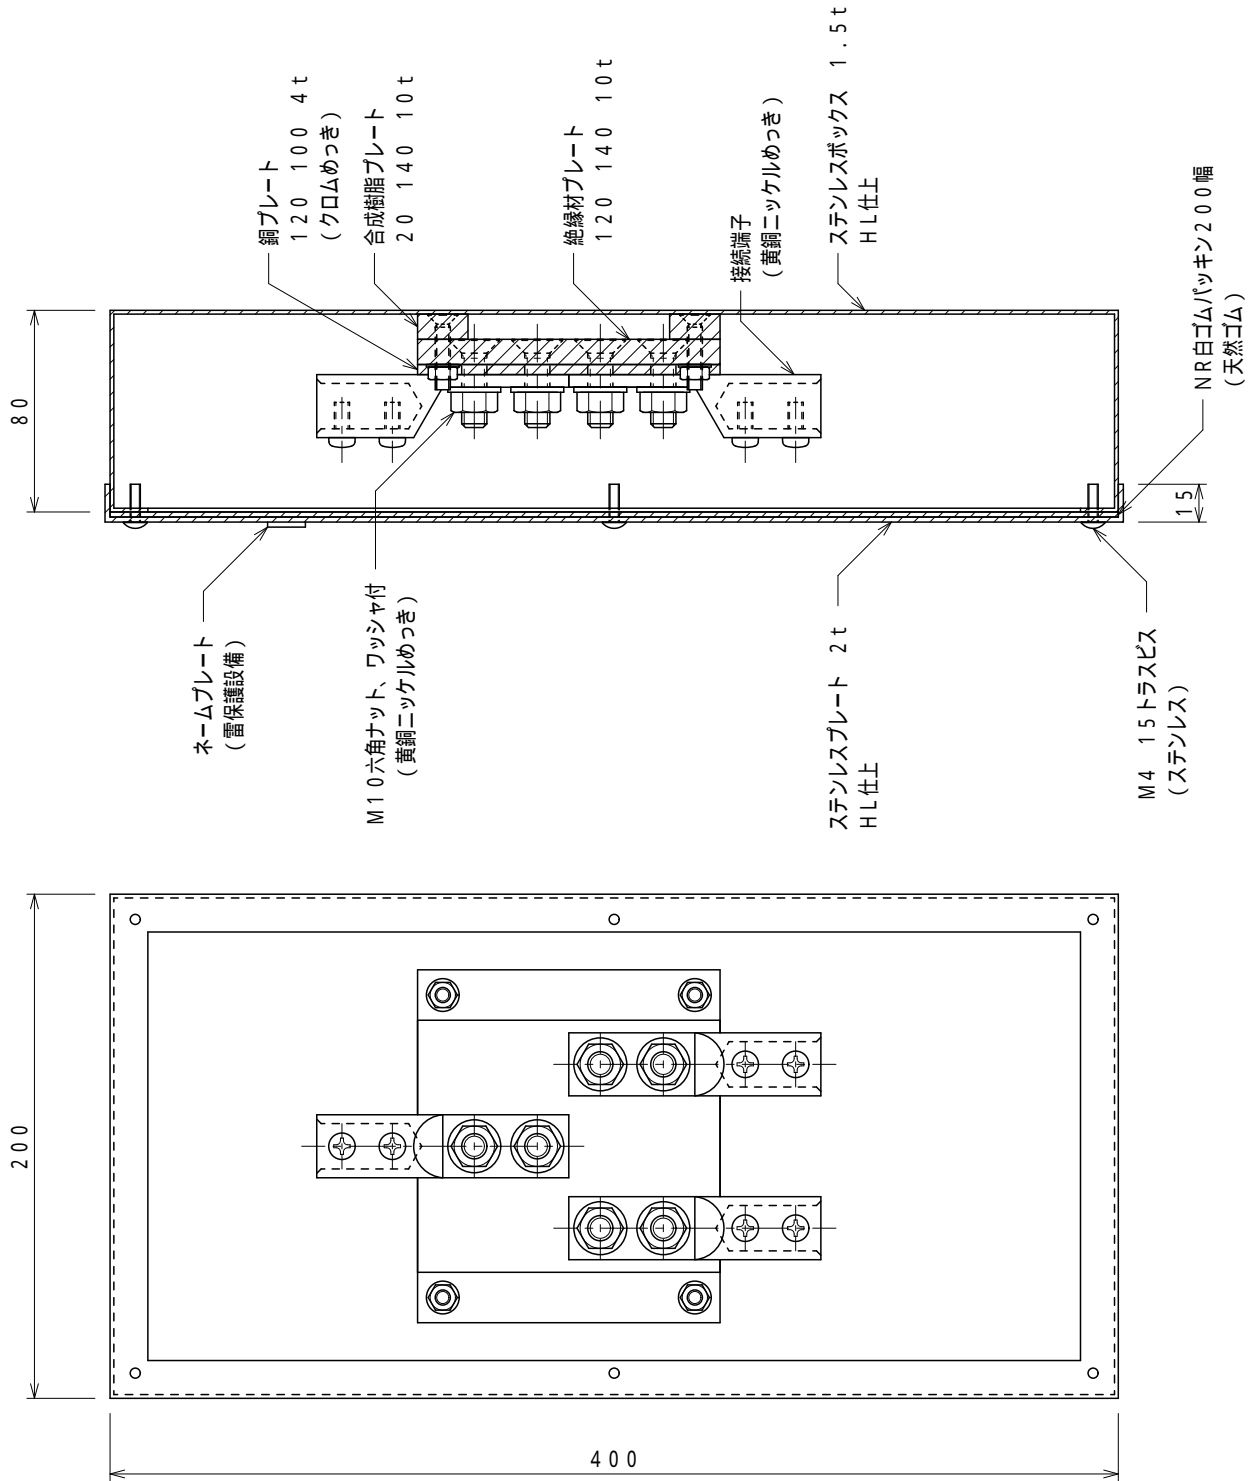 銅プレート
120 100 4t
(クロムめっき)
合成樹脂プレート
20 140 10t
絶縁材プレート
120 140 10t
接続端子
(黄銅ニッケルめっき)
ステンレスボックス 1.5t
HL仕上
NR白ゴムパッキン200幅
(天然ゴム)
80
15
ネームプレート
(雷保護設備)
M10六角ナット、ワッシャ付
(黄銅ニッケルめっき)
ステンレスプレート 2t
HL仕上
M4 15トラスビス
(ステンレス)
200
400